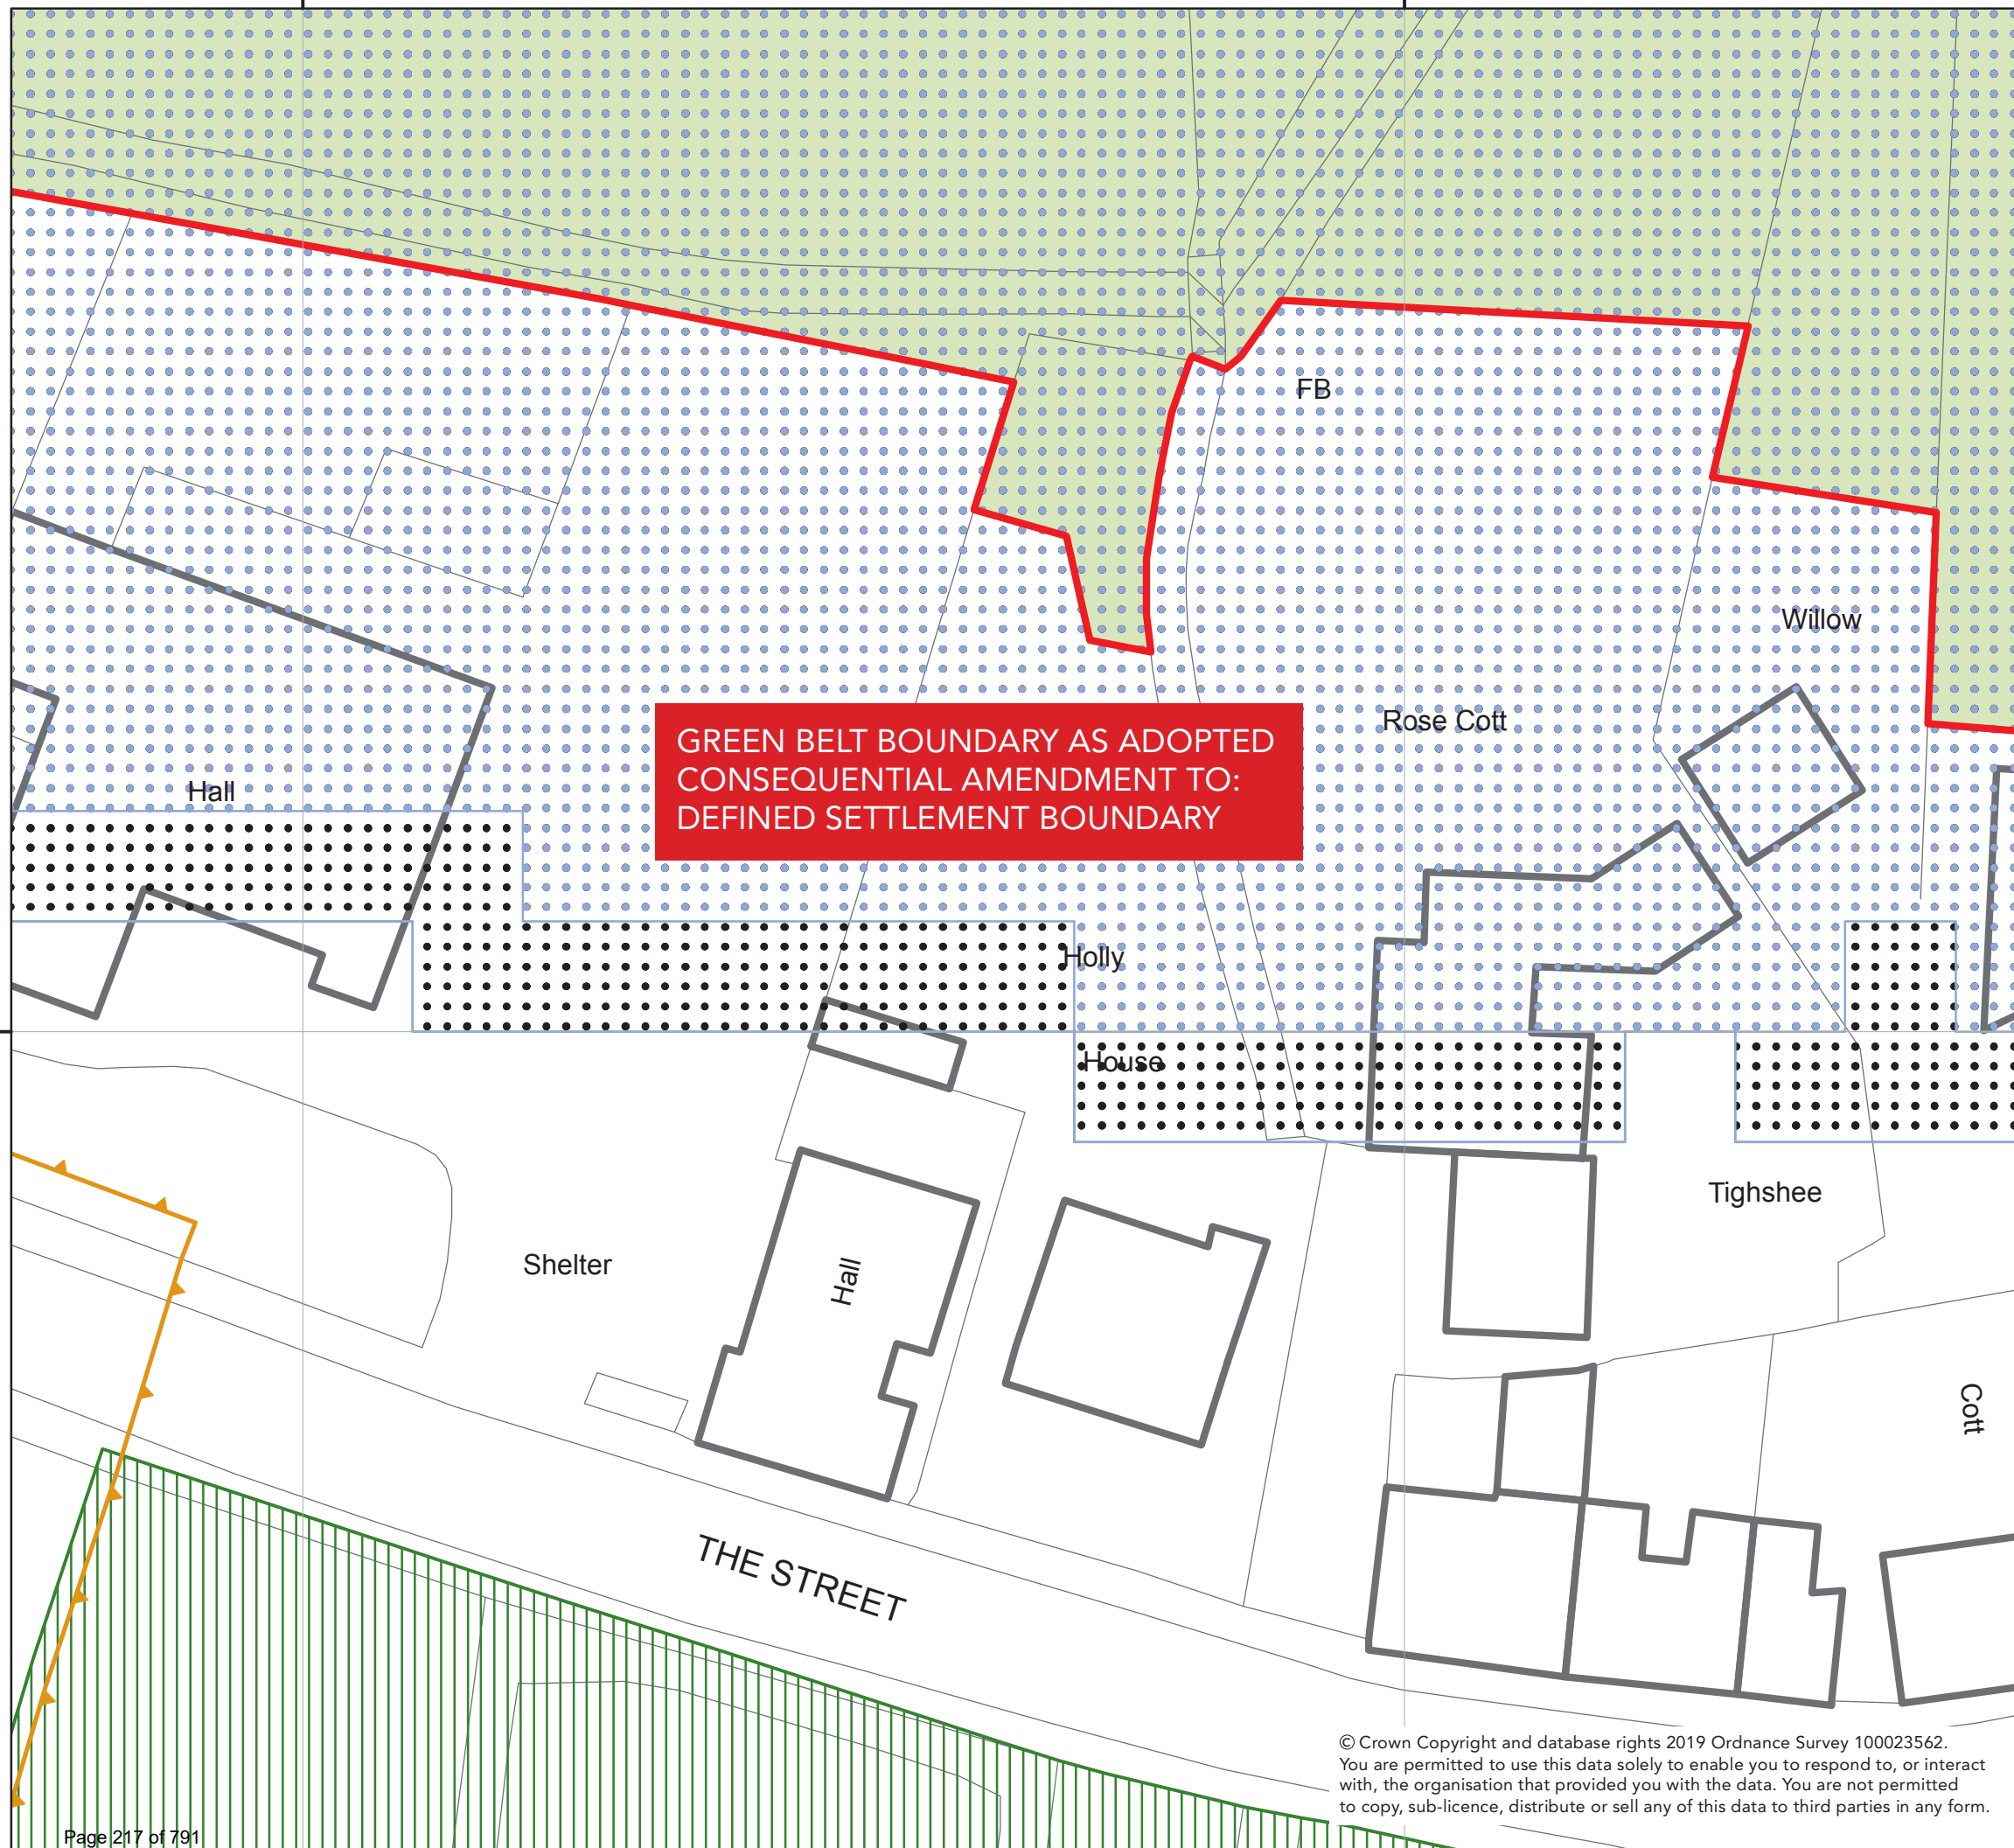 FB
Willow
Rose Cott
GREEN BELT BOUNDARY AS ADOPTED
CONSEQUENTIAL AMENDMENT TO:
DEFINED SETTLEMENT BOUNDARY
Hall
Holly
House
Tighshee
Shelter
Hall
Cott
THE STREET
© Crown Copyright and database rights 2019 Ordnance Survey 100023562.
You are permitted to use this data solely to enable you to respond to, or interact
with, the organisation that provided you with the data. You are not permitted
to copy, sub-licence, distribute or sell any of this data to third parties in any form.
Page 217 of 791